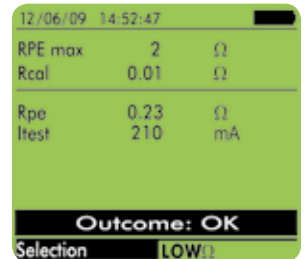 12/06/09 14:52:47
RPE max 2 Ω
Rcal 0.01 Ω
Rpe 0.23 Ω
Itest 210 mA
Outcome: OK
Selection LOWΩ